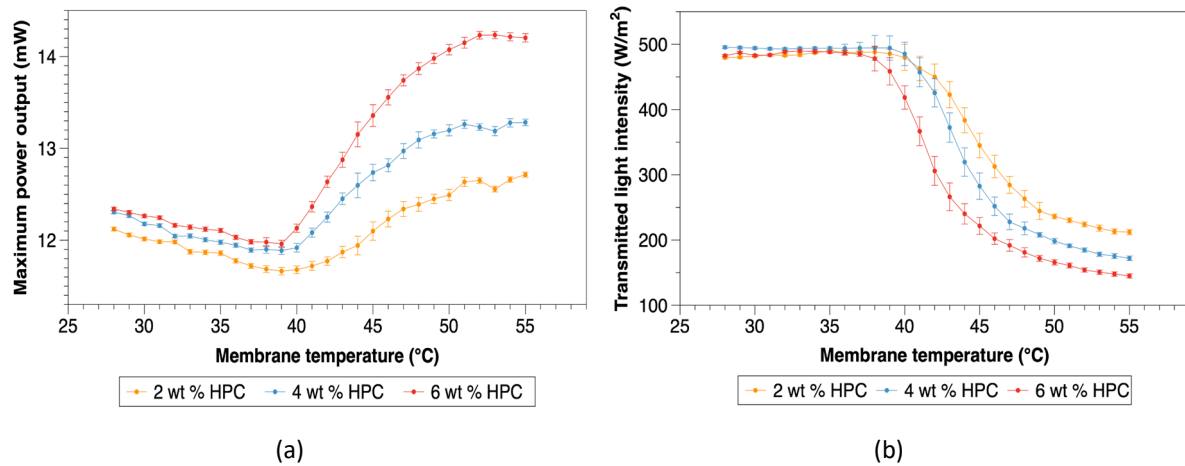 Maximum power output (mW)
14
13
12
25 30 35 40 45 50 55
Membrane temperature (°C)
2 wt % HPC 4 wt % HPC 6 wt % HPC
(a)
Transmitted light intensity (W/m²)
500
400
300
200
100
25 30 35 40 45 50 55
Membrane temperature (°C)
2 wt % HPC 4 wt % HPC 6 wt % HPC
(b)